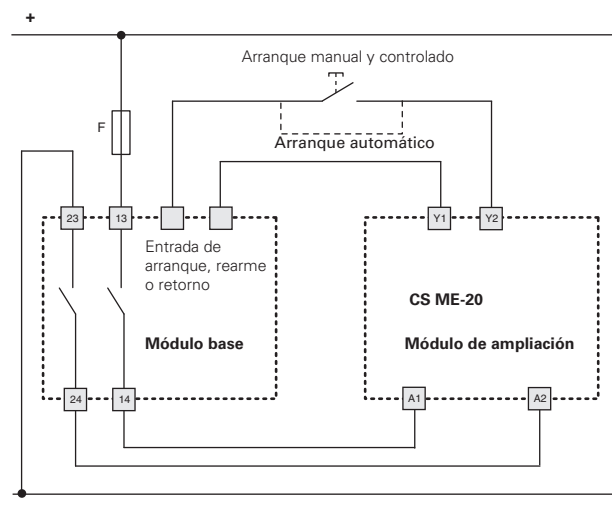 +
Arranque manual y controlado
F
Arranque automático
23
13
Y1
Y2
Entrada de
arranque, rearme
o retorno
CS ME-20
Módulo base
Módulo de ampliación
24
14
A1
A2